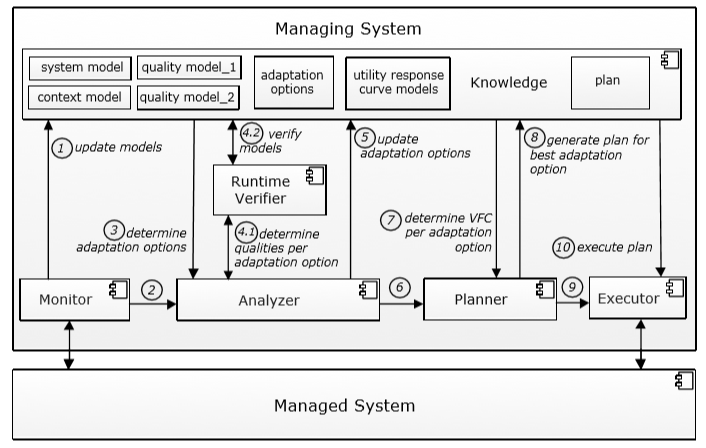 Managing System
system model
quality model_1
adaptation
options
utility response
curve models
Knowledge
plan
context model
quality model_2
1 update models
4.2 verify
models
5 update
adaptation options
8 generate plan for
best adaptation
option
Runtime
Verifier
3 determine
adaptation options
4.1 determine
qualities per
adaptation option
7 determine VFC
per adaptation
option
10 execute plan
Monitor
2
Analyzer
6
Planner
9
Executor
Managed System